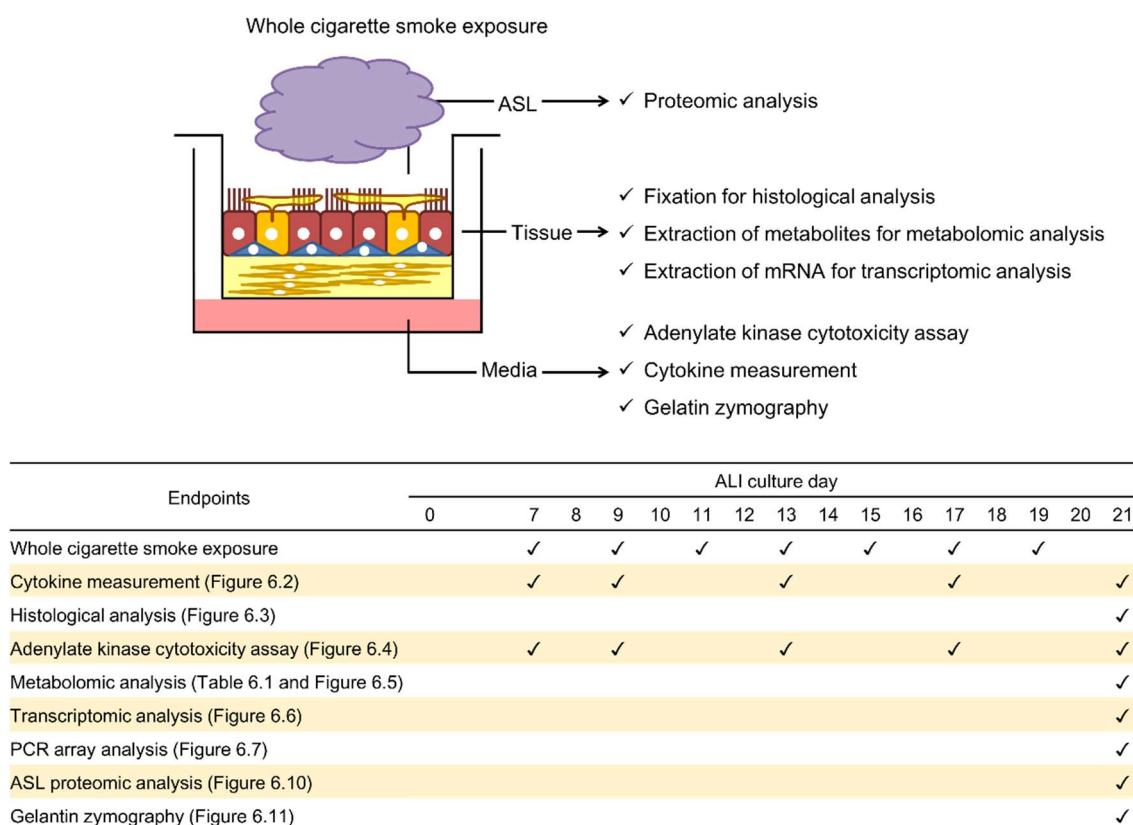 Whole cigarette smoke exposure
ASL
✓ Proteomic analysis
✓ Fixation for histological analysis
Tissue
✓ Extraction of metabolites for metabolomic analysis
✓ Extraction of mRNA for transcriptomic analysis
✓ Adenylate kinase cytotoxicity assay
Media
✓ Cytokine measurement
✓ Gelatin zymography
Endpoints
ALI culture day
0 7 8 9 10 11 12 13 14 15 16 17 18 19 20 21
Whole cigarette smoke exposure ✓ ✓ ✓ ✓ ✓ ✓ ✓
Cytokine measurement (Figure 6.2) ✓ ✓ ✓ ✓ ✓
Histological analysis (Figure 6.3) ✓
Adenylate kinase cytotoxicity assay (Figure 6.4) ✓ ✓ ✓ ✓ ✓
Metabolomic analysis (Table 6.1 and Figure 6.5) ✓
Transcriptomic analysis (Figure 6.6) ✓
PCR array analysis (Figure 6.7) ✓
ASL proteomic analysis (Figure 6.10) ✓
Gelantin zymography (Figure 6.11) ✓